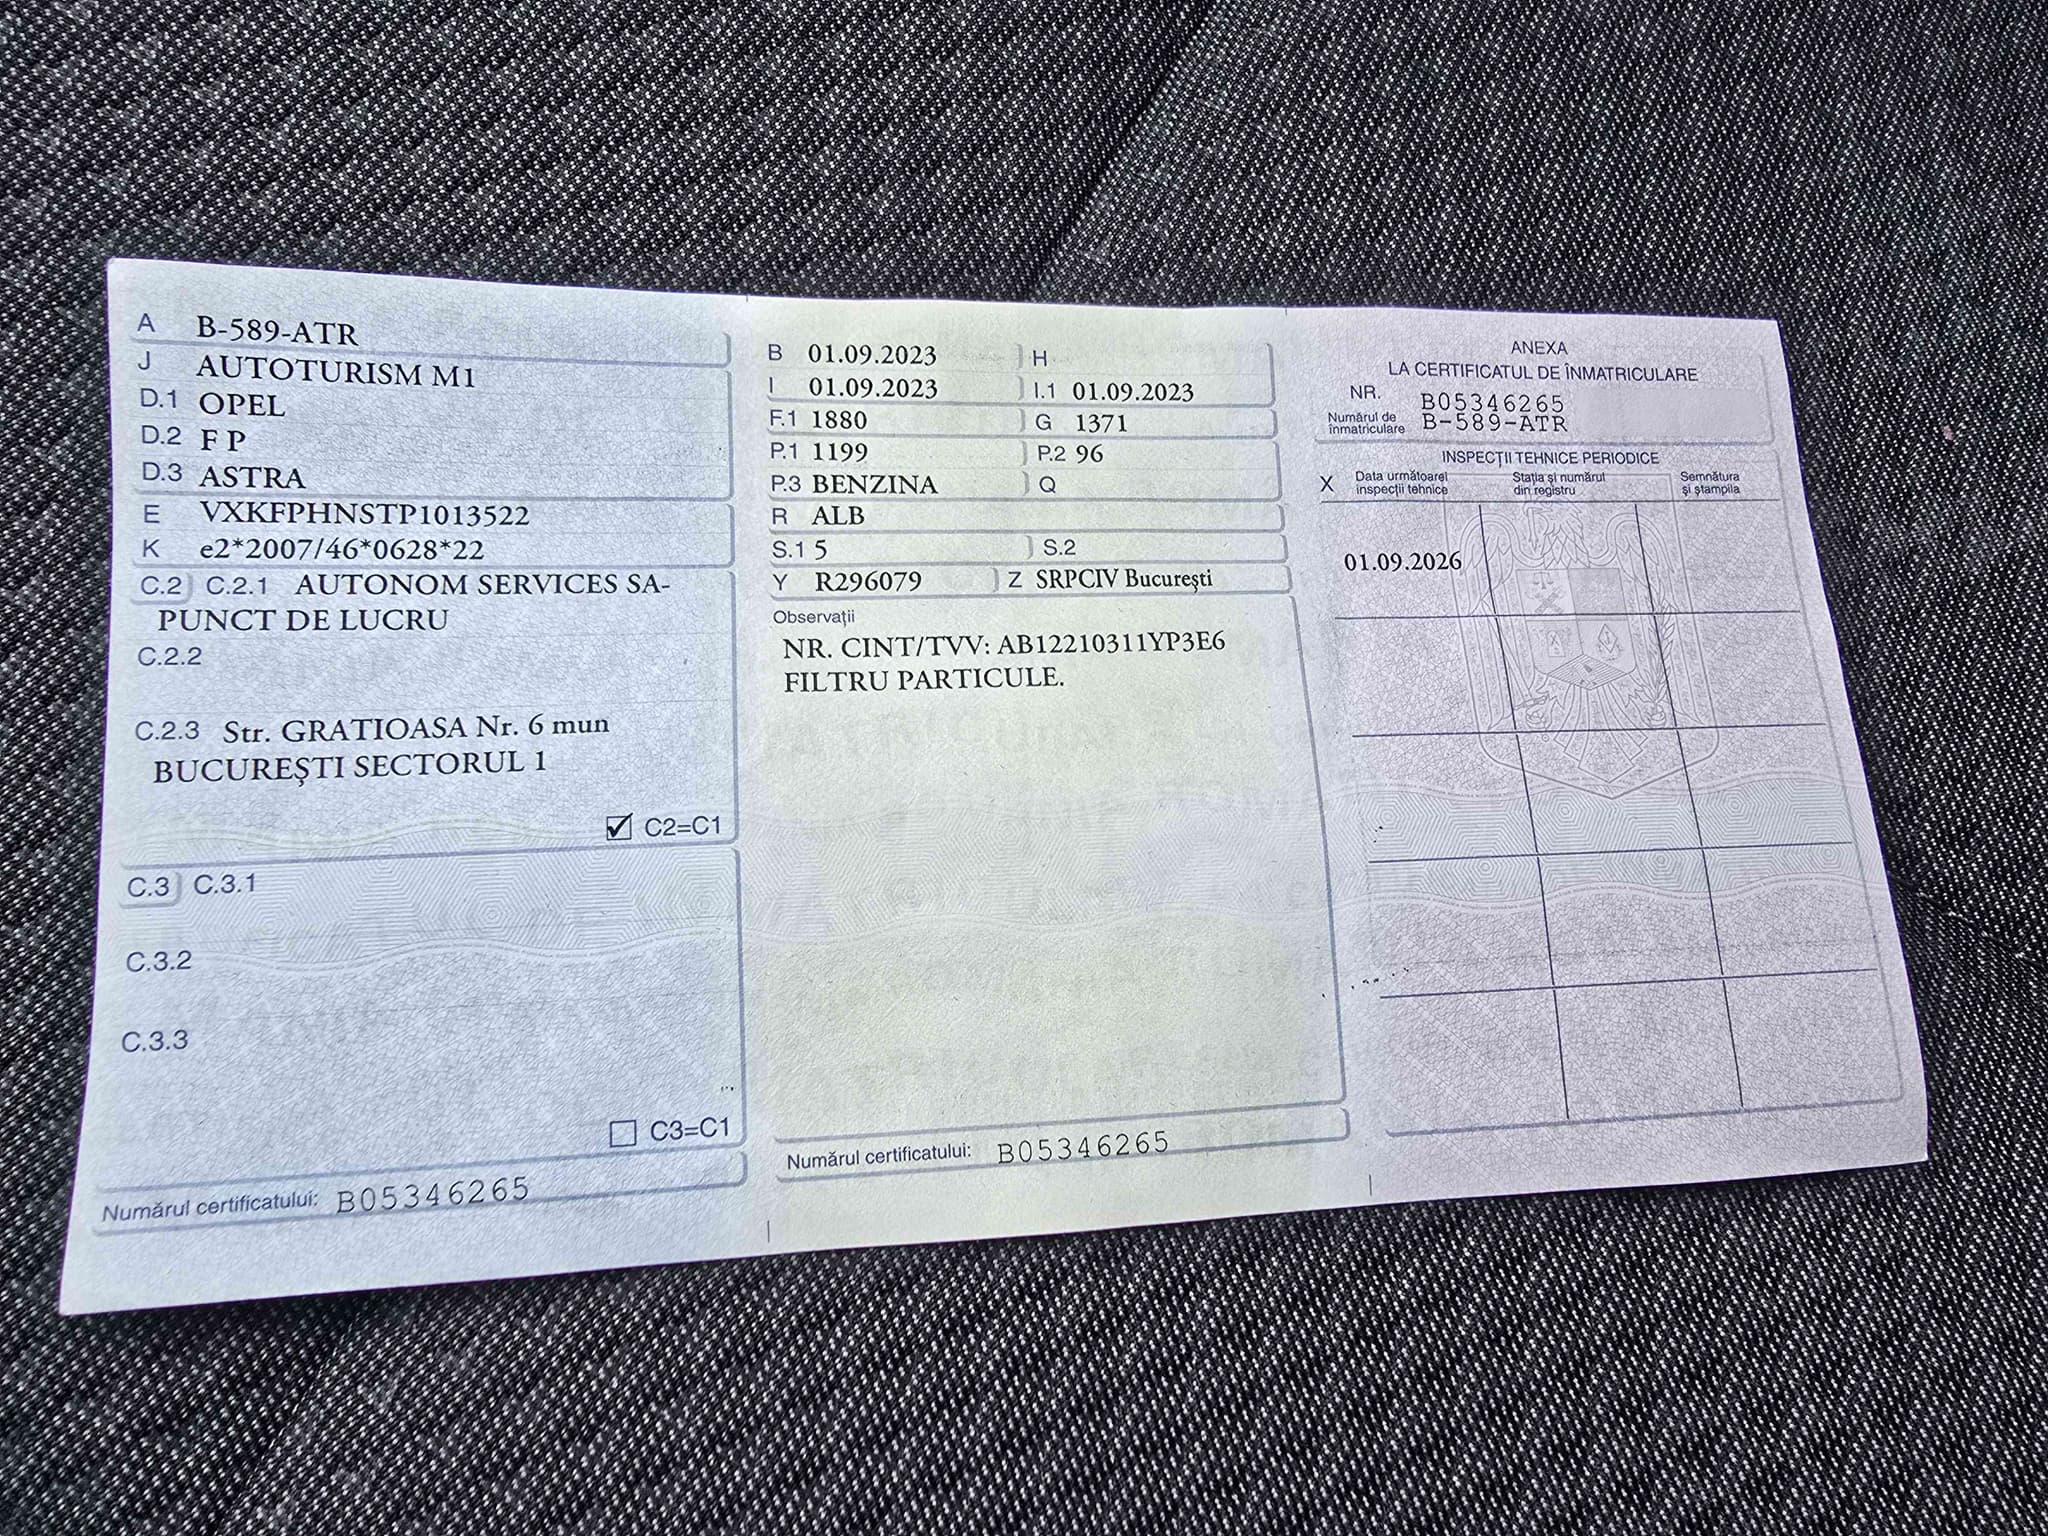 A B-589-ATR
J AUTOTURISM M1
D.1 OPEL
D.2 F P
D.3 ASTRA
E VXKFPHNSTP1013522
K e2*2007/46*0628*22
C.2 C.2.1 AUTONOM SERVICES SA-
PUNCT DE LUCRU
C.2.2
C.2.3 Str. GRATIOASA Nr. 6 mun
BUCUREȘTI SECTORUL 1
C2=C1
C.3 C.3.1
C.3.2
C.3.3
C3=C1
Numărul certificatului: B05346265
B 01.09.2023 H
I 01.09.2023 I.1 01.09.2023
F.1 1880 G 1371
P.1 1199 P.2 96
P.3 BENZINA Q
R ALB
S.1 5 S.2
Y R296079 Z SRPCIV București
Observații
NR. CINT/TVV: AB12210311YP3E6
FILTRU PARTICULE.
Numărul certificatului: B05346265
ANEXA
LA CERTIFICATUL DE ÎNMATRICULARE
NR. B05346265
Numărul de
înmatriculare B-589-ATR
INSPECȚII TEHNICE PERIODICE
X Data următoarei Stația și numărul Semnătura
inspecții tehnice din registru și ștampila
01.09.2026